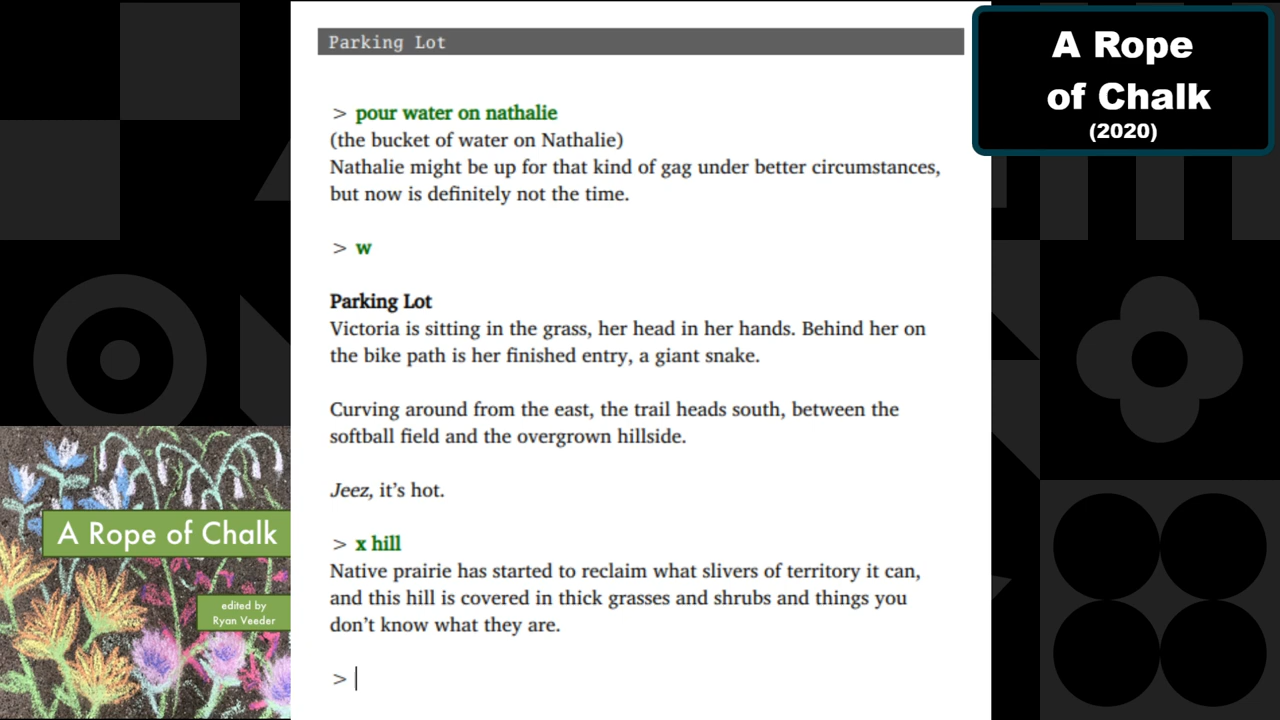 Parking Lot
> pour water on nathalie
(the bucket of water on Nathalie)
Nathalie might be up for that kind of gag under better circumstances,
but now is definitely not the time.
> w
Parking Lot
Victoria is sitting in the grass, her head in her hands. Behind her on
the bike path is her finished entry, a giant snake.
Curving around from the east, the trail heads south, between the
softball field and the overgrown hillside.
Jeez, it’s hot.
> x hill
Native prairie has started to reclaim what slivers of territory it can,
and this hill is covered in thick grasses and shrubs and things you
don’t know what they are.
>
A Rope
of Chalk
(2020)
A Rope of Chalk
edited by
Ryan Veeder